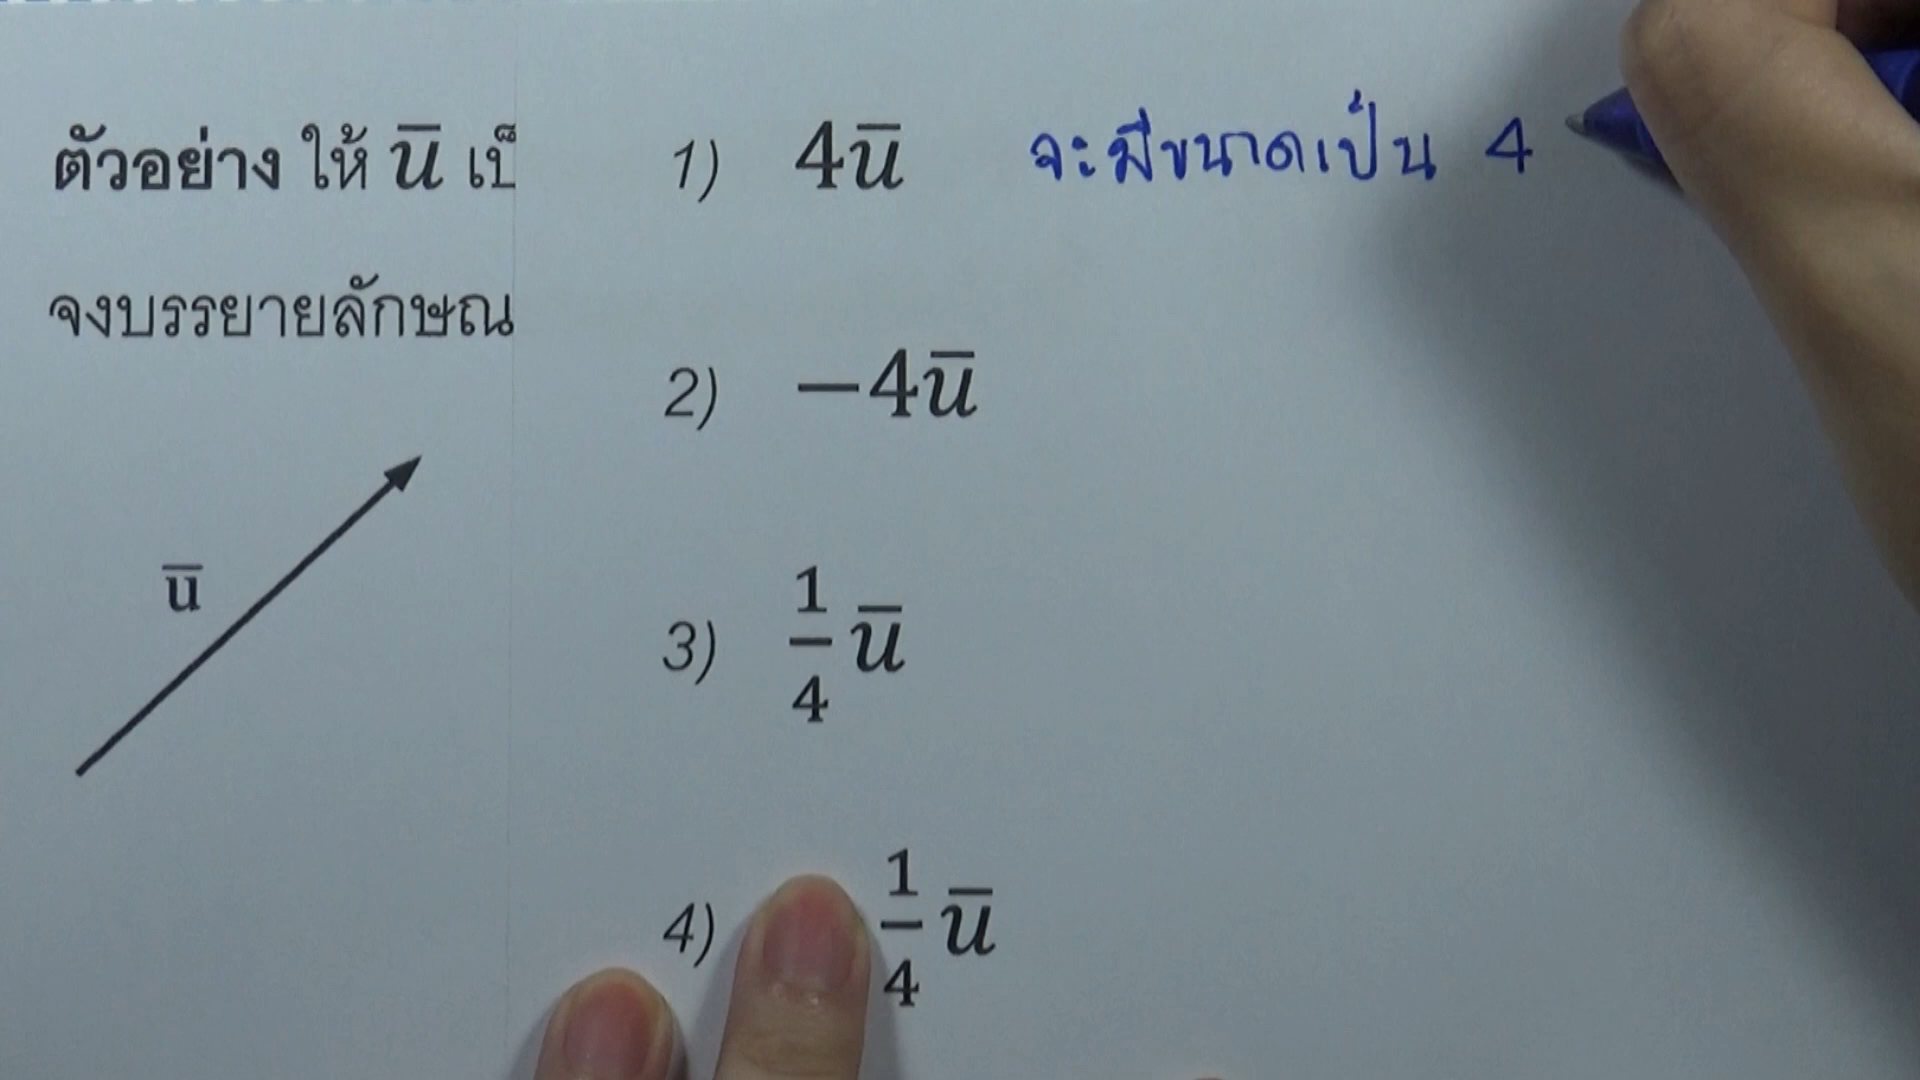 ตัวอย่าง ให้ u̅ เป็
จงบรรยายลักษณ
u̅
1) 4u̅ จะมีขนาดเป็น 4
2) −4u̅
3) 1/4 u̅
4) 1/4 u̅